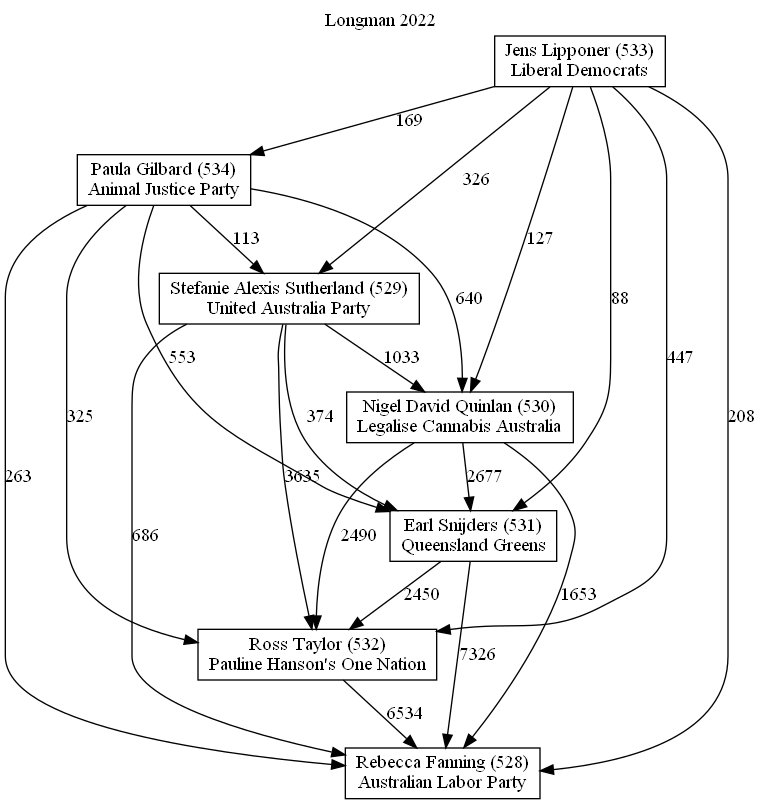 Longman 2022
Jens Lipponer (533)
Liberal Democrats
169
Paula Gilbard (534)
Animal Justice Party
326
113
127
Stefanie Alexis Sutherland (529)
United Australia Party
640
88
553
1033
447
Nigel David Quinlan (530)
Legalise Cannabis Australia
325
374
208
263
3635
2677
Earl Snijders (531)
Queensland Greens
686
2490
2450
1653
Ross Taylor (532)
Pauline Hanson's One Nation
7326
6534
Rebecca Fanning (528)
Australian Labor Party